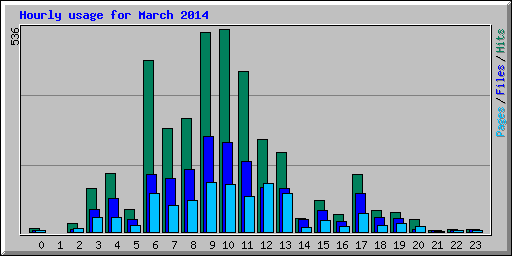 Hourly usage for March 2014
536
Pages / Files / Hits
0 1 2 3 4 5 6 7 8 9 10 11 12 13 14 15 16 17 18 19 20 21 22 23